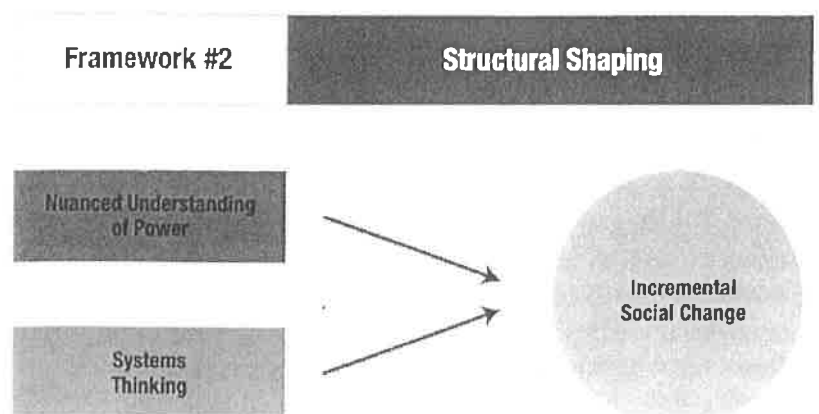 Framework #2
Structural Shaping
Nuanced Understanding
of Power
Incremental
Social Change
Systems
Thinking